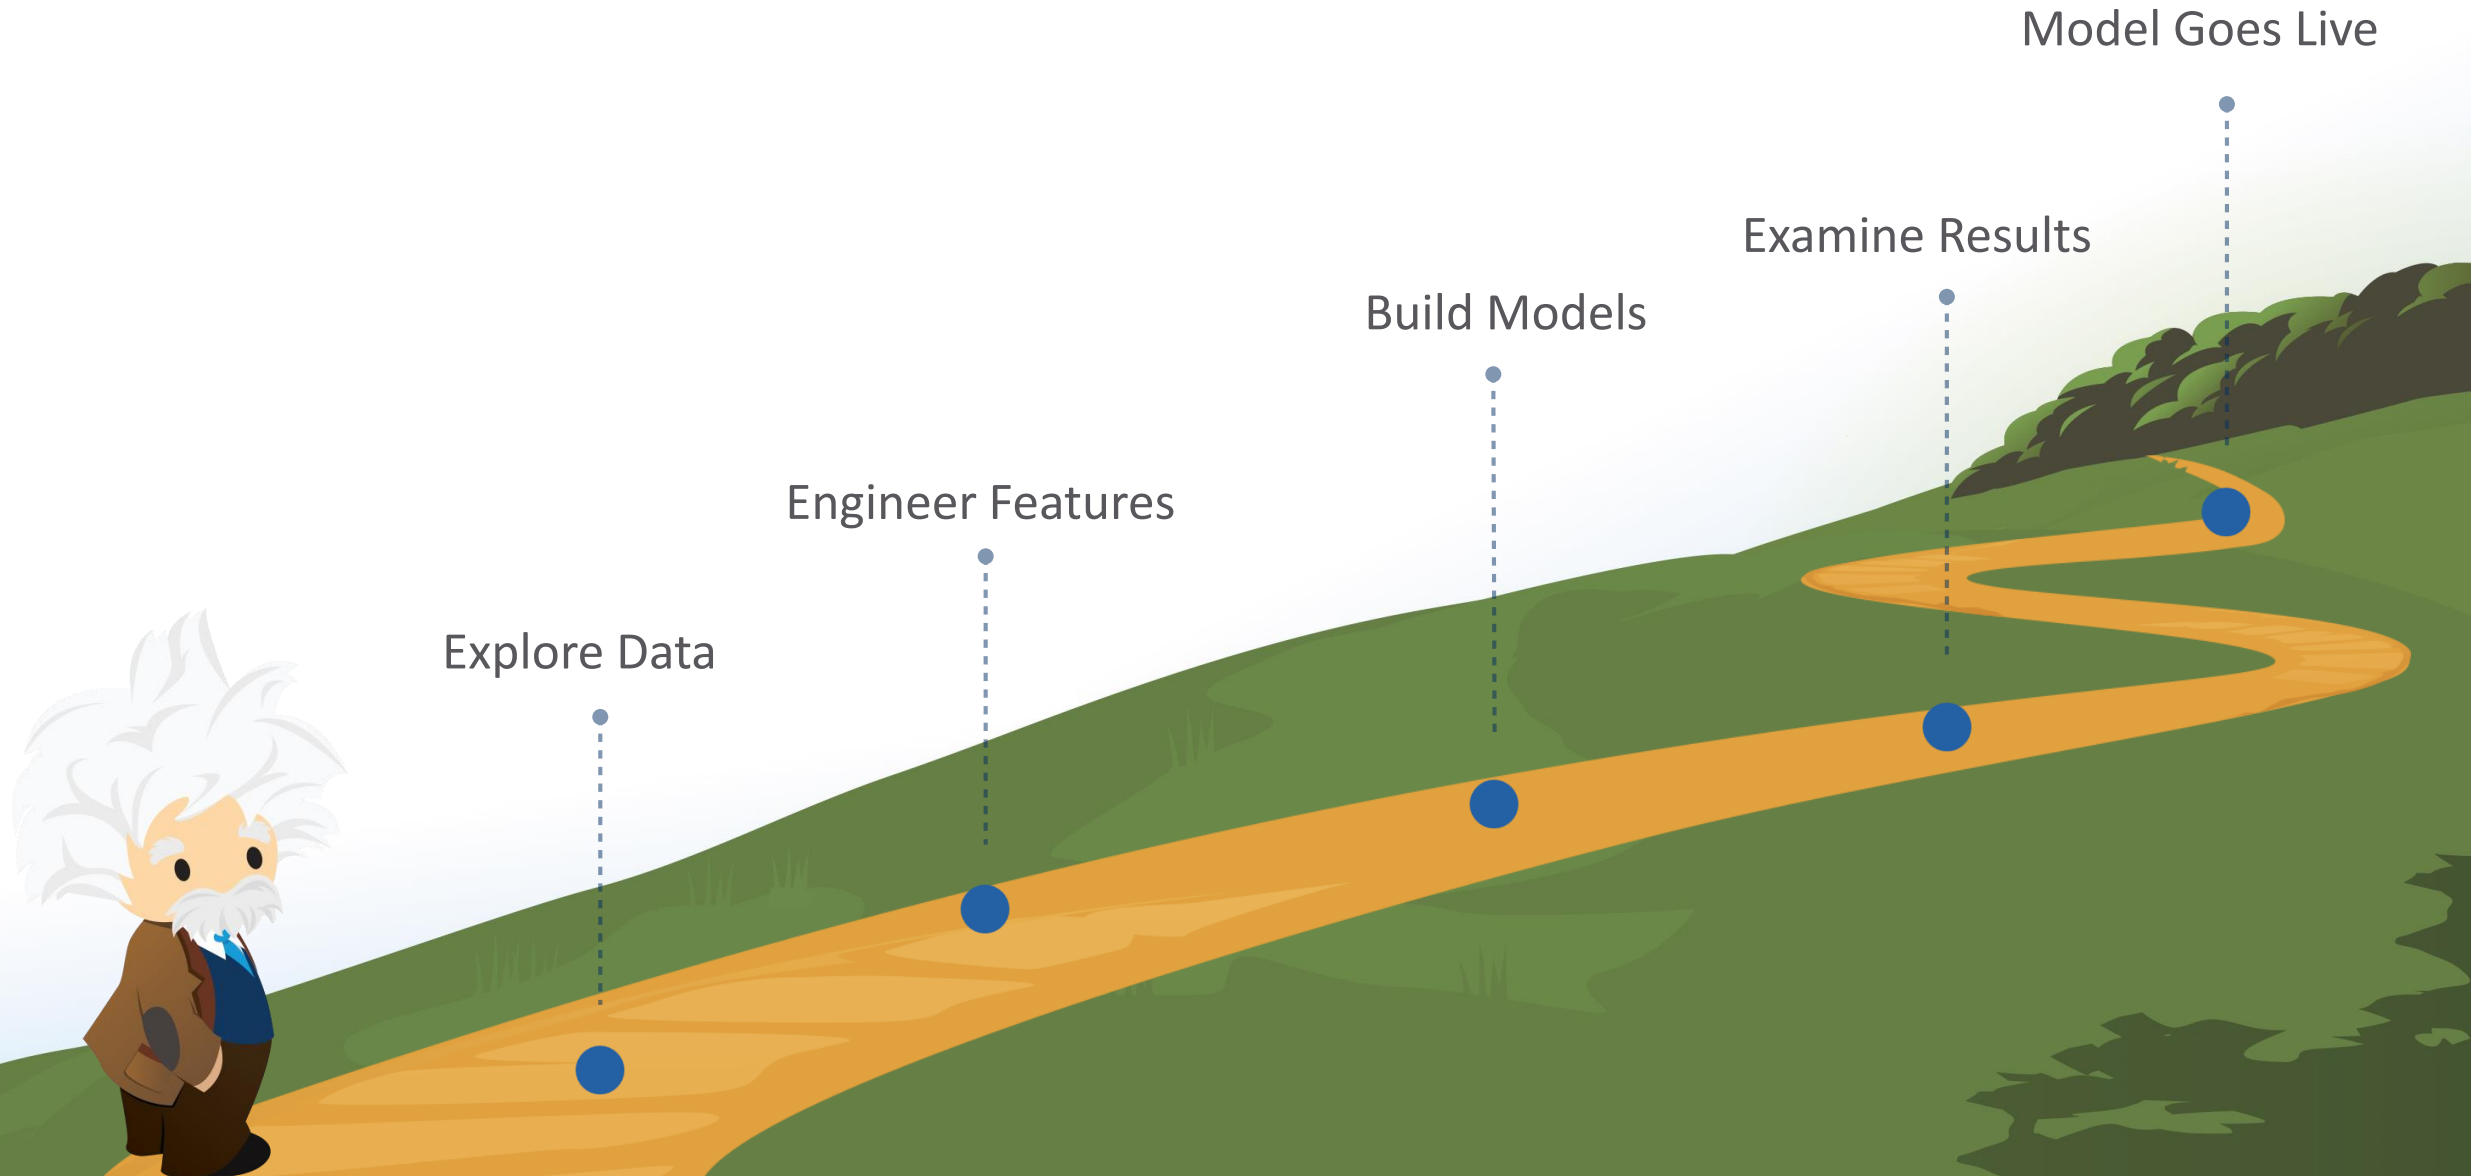 Model Goes Live
Examine Results
Build Models
Engineer Features
Explore Data